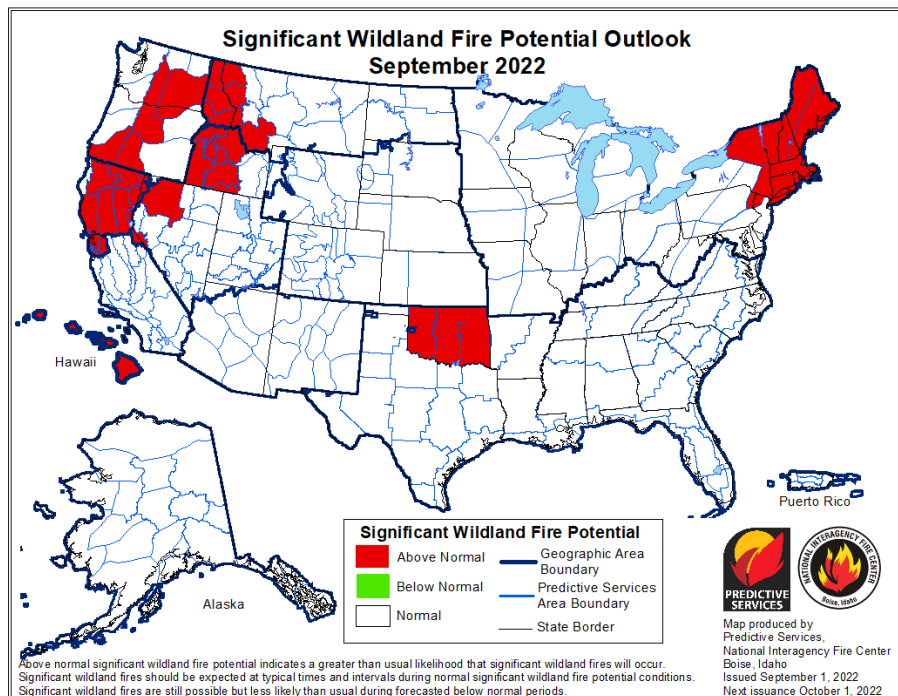 Significant Wildland Fire Potential Outlook
September 2022
Hawaii
Puerto Rico
Alaska
Significant Wildland Fire Potential
Above Normal
Below Normal
Normal
Geographic Area
Boundary
Predictive Services
Area Boundary
State Border
PREDICTIVE
SERVICES
NATIONAL INTERAGENCY FIRE CENTER
Boise, Idaho
Map produced by
Predictive Services,
National Interagency Fire Center
Boise, Idaho
Issued September 1, 2022
Next issuance October 1, 2022
Above normal significant wildland fire potential indicates a greater than usual likelihood that significant wildland fires will occur.
Significant wildland fires should be expected at typical times and intervals during normal significant wildland fire potential conditions.
Significant wildland fires are still possible but less likely than usual during forecasted below normal periods.